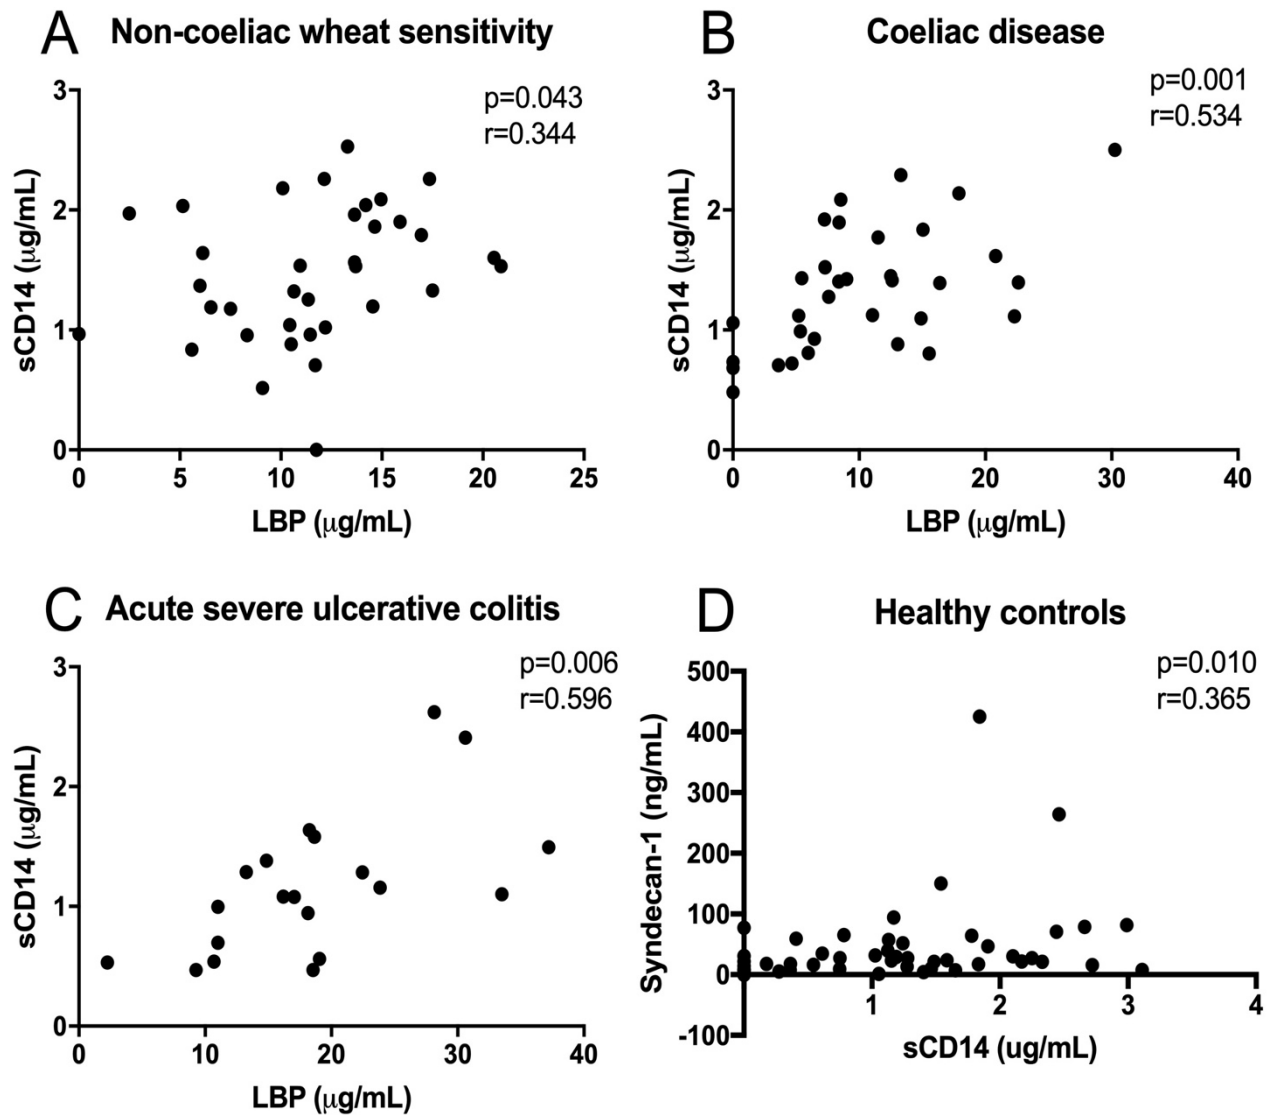 A Non-coeliac wheat sensitivity
p=0.043
r=0.344
3
2
1
0
sCD14 (μg/mL)
0 5 10 15 20 25
LBP (μg/mL)
B Coeliac disease
p=0.001
r=0.534
3
2
1
0
sCD14 (μg/mL)
0 10 20 30 40
LBP (μg/mL)
C Acute severe ulcerative colitis
p=0.006
r=0.596
3
2
1
0
sCD14 (μg/mL)
0 10 20 30 40
LBP (μg/mL)
D Healthy controls
p=0.010
r=0.365
500
400
300
200
100
0
-100
Syndecan-1 (ng/mL)
1 2 3 4
sCD14 (ug/mL)